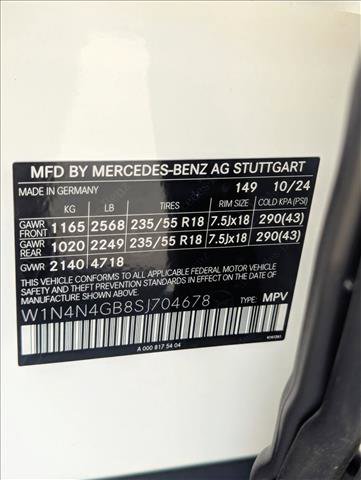 MFD BY MERCEDES-BENZ AG STUTTGART
MADE IN GERMANY 149 10/24
KG LB TIRES RIM SIZE COLD KPA (PSI)
GAWR FRONT 1165 2568 235/55 R18 7.5Jx18 290(43)
GAWR REAR 1020 2249 235/55 R18 7.5Jx18 290(43)
GWR 2140 4718
THIS VEHICLE CONFORMS TO ALL APPLICABLE FEDERAL MOTOR VEHICLE
SAFETY AND THEFT PREVENTION STANDARDS IN EFFECT ON THE DATE
OF MANUFACTURE SHOWN ABOVE.
W1N4N4GB8SJ704678 TYPE: MPV
A 000 817 54 04